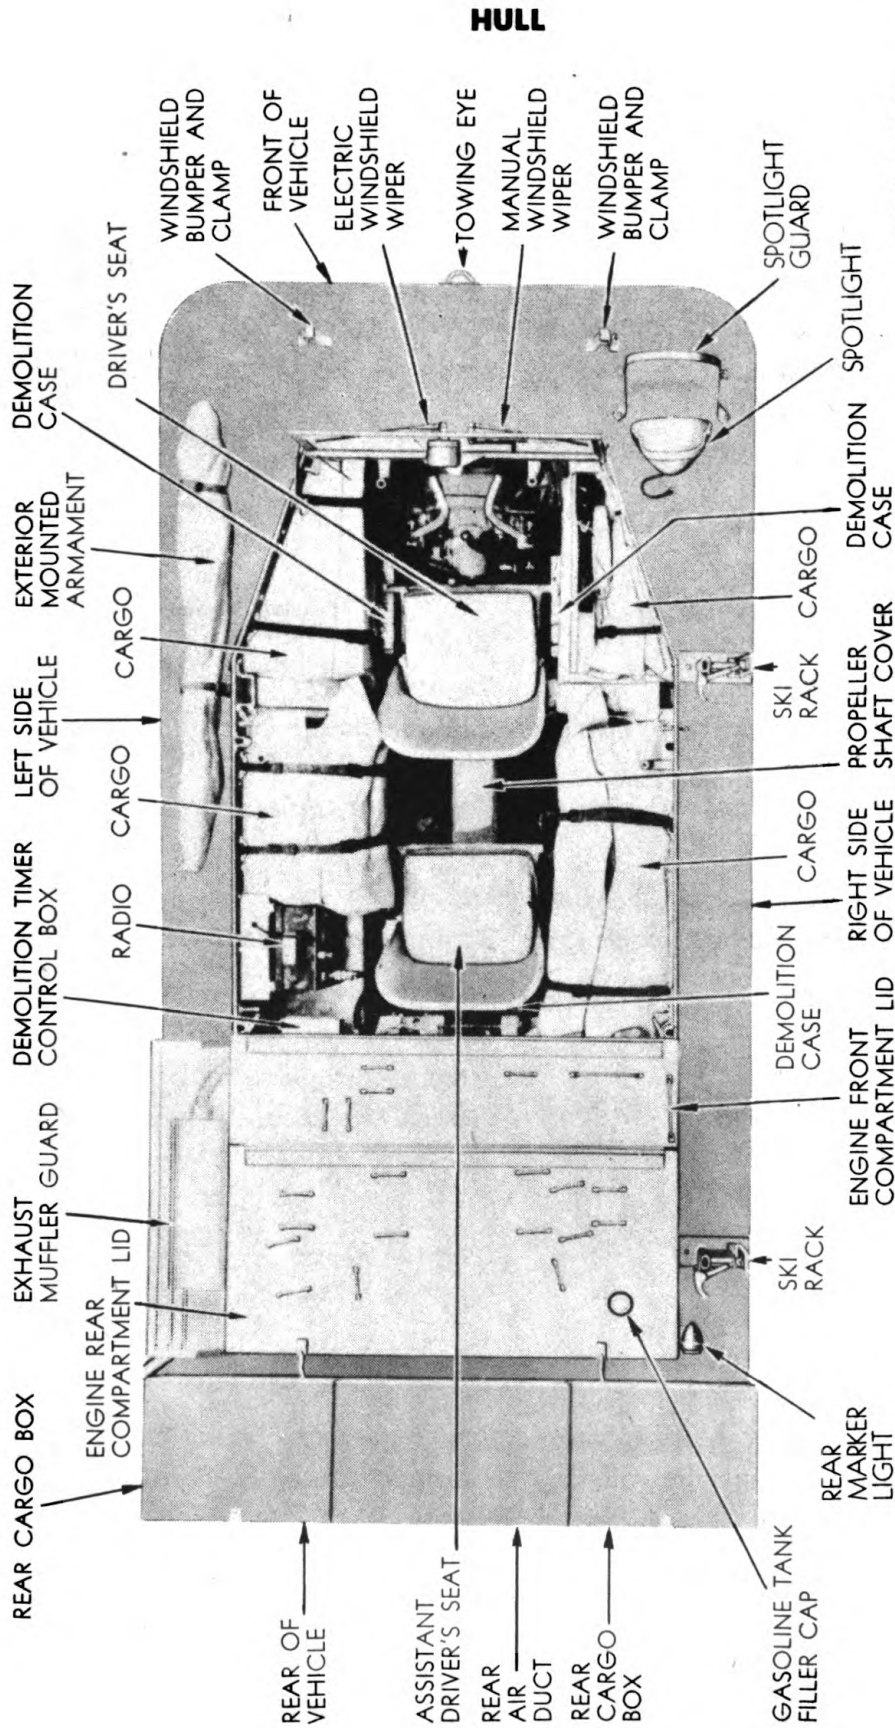 HULL
REAR CARGO BOX
EXHAUST
MUFFLER GUARD
DEMOLITION TIMER
CONTROL BOX
LEFT SIDE
OF VEHICLE
EXTERIOR
MOUNTED
ARMAMENT
DEMOLITION
CASE
ENGINE REAR
COMPARTMENT LID
RADIO
CARGO
CARGO
DRIVER'S SEAT
WINDSHIELD
BUMPER AND
CLAMP
FRONT OF
VEHICLE
ELECTRIC
WINDSHIELD
WIPER
TOWING EYE
MANUAL
WINDSHIELD
WIPER
WINDSHIELD
BUMPER AND
CLAMP
SPOTLIGHT
GUARD
SPOTLIGHT
REAR OF
VEHICLE
ASSISTANT
DRIVER'S SEAT
REAR
AIR
DUCT
REAR
CARGO
BOX
GASOLINE TANK
FILLER CAP
REAR
MARKER
LIGHT
SKI
RACK
DEMOLITION
CASE
ENGINE FRONT
COMPARTMENT LID
CARGO
RIGHT SIDE
OF VEHICLE
SKI
RACK
PROPELLER
SHAFT COVER
CARGO
DEMOLITION
CASE